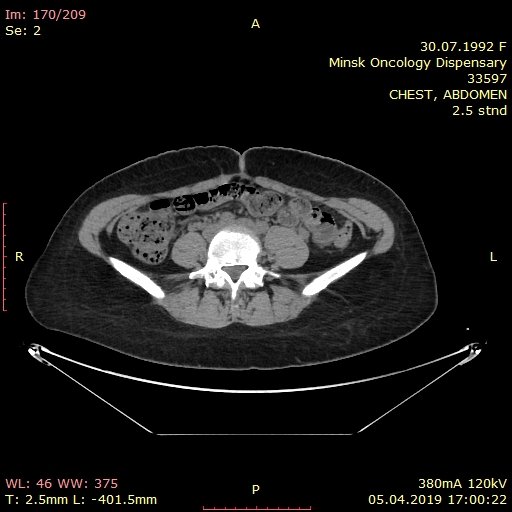 Im: 170/209
Se: 2
A
30.07.1992 F
Minsk Oncology Dispensary
33597
CHEST, ABDOMEN
2.5 stnd
R
L
WL: 46 WW: 375
T: 2.5mm L: -401.5mm
P
380mA 120kV
05.04.2019 17:00:22